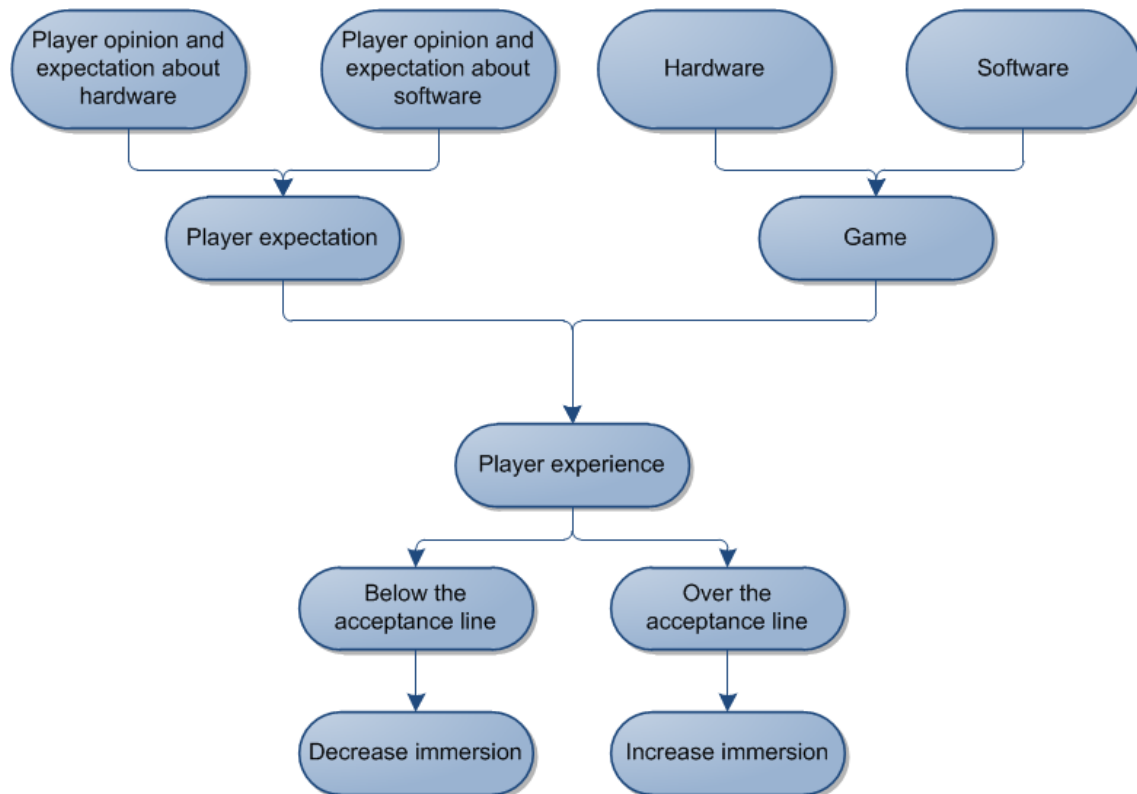 Player opinion and
expectation about
hardware
Player opinion and
expectation about
software
Hardware
Software
Player expectation
Game
Player experience
Below the
acceptance line
Over the
acceptance line
Decrease immersion
Increase immersion